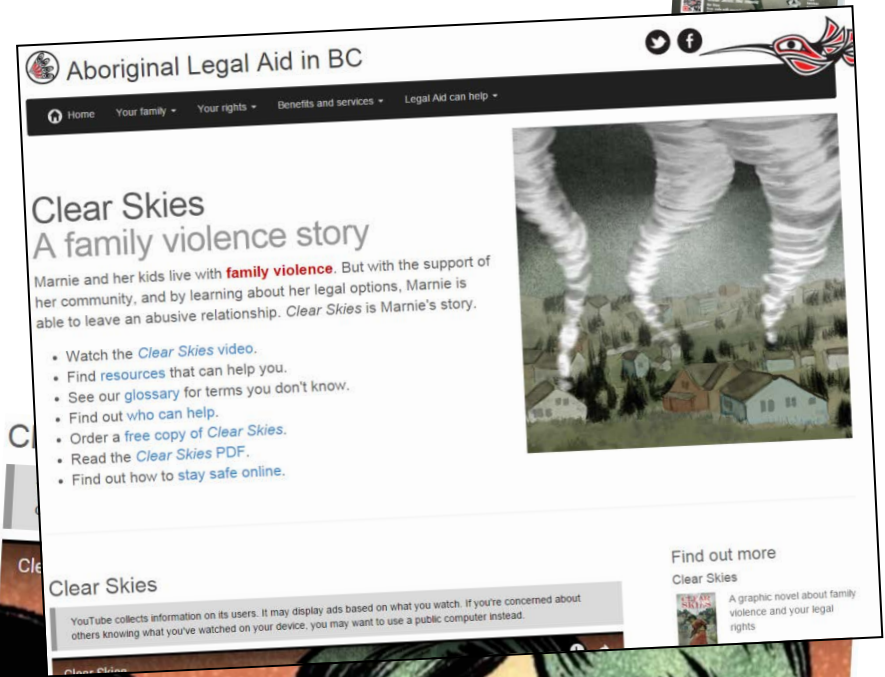 Aboriginal Legal Aid in BC
Home Your family Your rights Benefits and services Legal Aid can help
Clear Skies
A family violence story
Marnie and her kids live with family violence. But with the support of
her community, and by learning about her legal options, Marnie is
able to leave an abusive relationship. Clear Skies is Marnie's story.
• Watch the Clear Skies video.
• Find resources that can help you.
• See our glossary for terms you don't know.
• Find out who can help.
• Order a free copy of Clear Skies.
• Read the Clear Skies PDF.
• Find out how to stay safe online.
Clear Skies
YouTube collects information on its users. It may display ads based on what you watch. If you're concerned about
others knowing what you've watched on your device, you may want to use a public computer instead.
Clear Skies
Find out more
Clear Skies
CLEAR
SKIES
A graphic novel about family
violence and your legal
rights